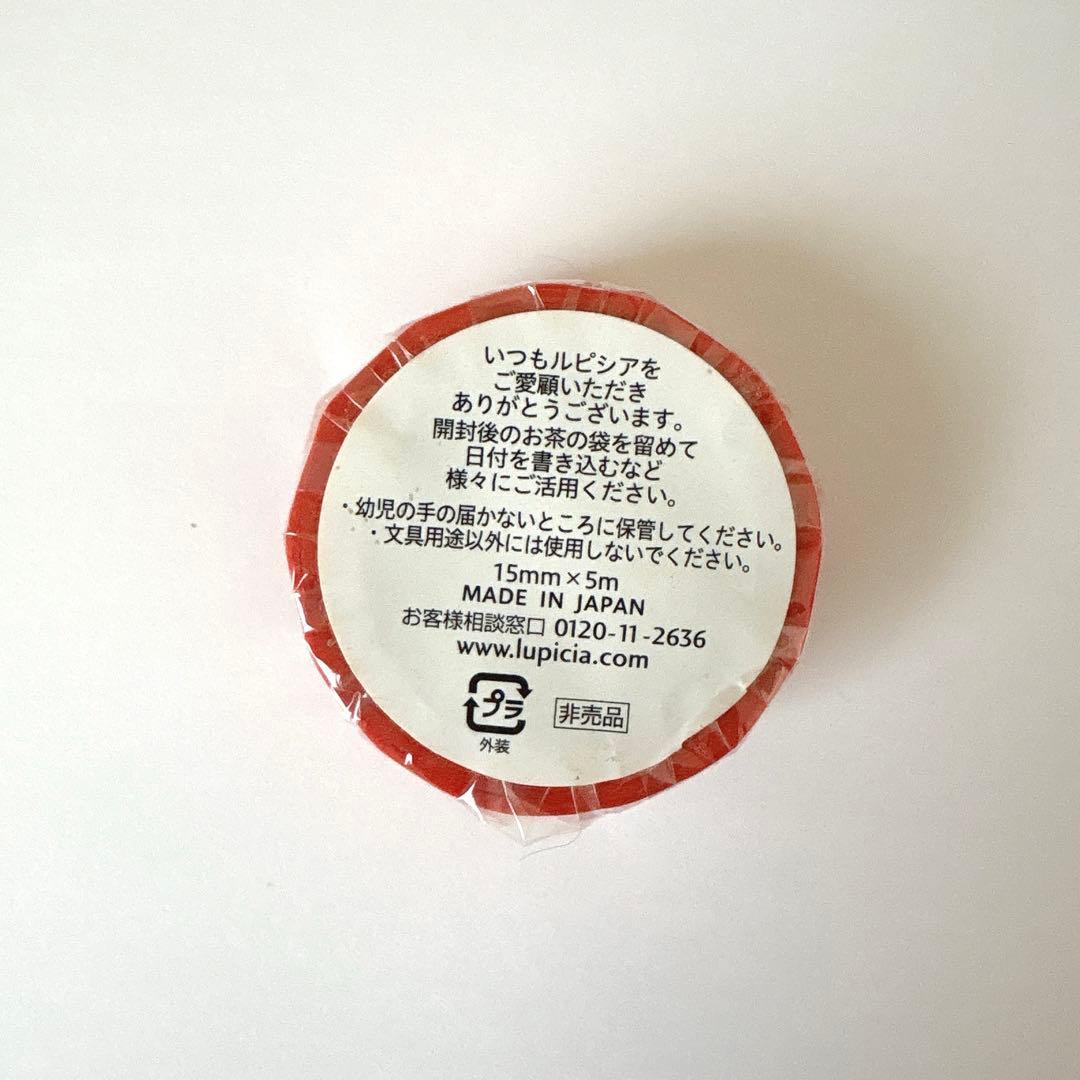 いつもルピシアを
ご愛顧いただき
ありがとうございます。
開封後のお茶の袋を留めて
日付を書き込むなど
様々にご活用ください。
・幼児の手の届かないところに保管してください。
・文具用途以外には使用しないでください。
15mm×5m
MADE IN JAPAN
お客様相談窓口 0120-11-2636
www.lupicia.com
プラ
外装
非売品